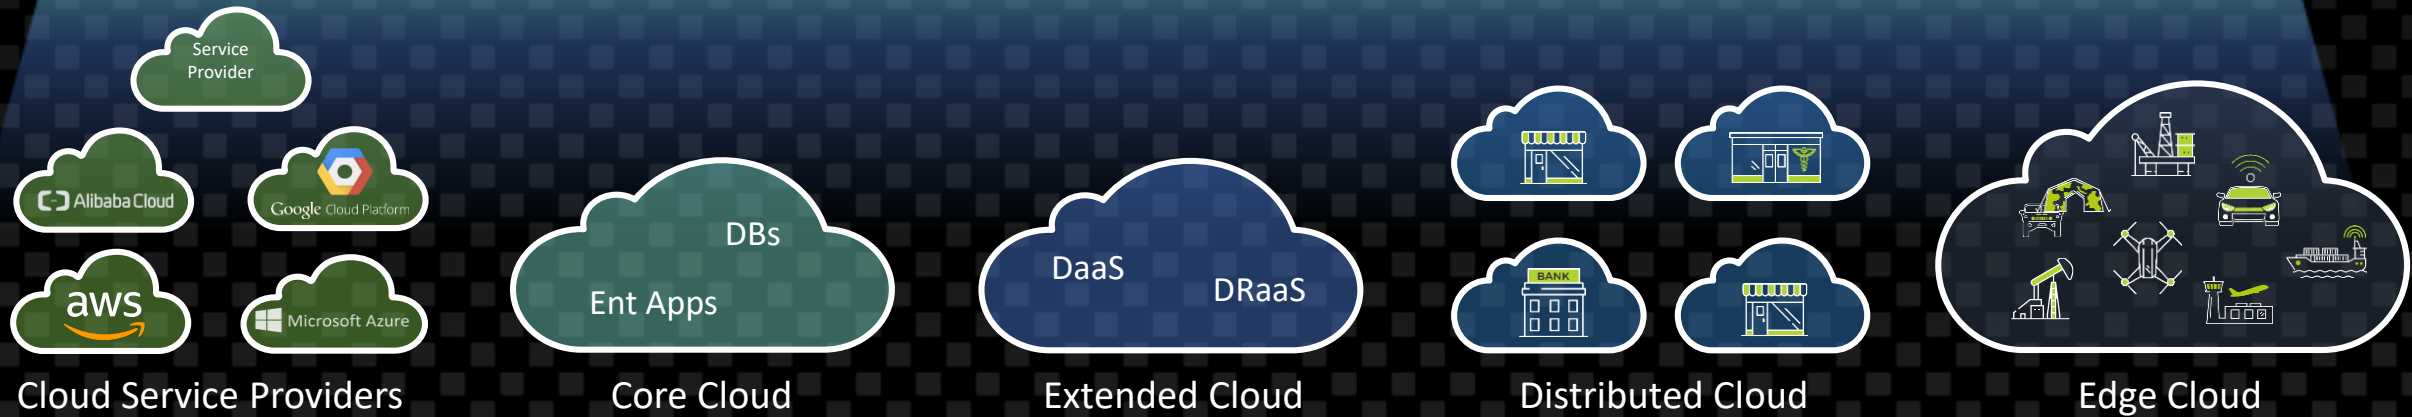 Service
Provider
Alibaba Cloud
Google Cloud Platform
aws
Microsoft Azure
Cloud Service Providers
DBs
Ent Apps
Core Cloud
DaaS
DRaaS
Extended Cloud
BANK
Distributed Cloud
Edge Cloud